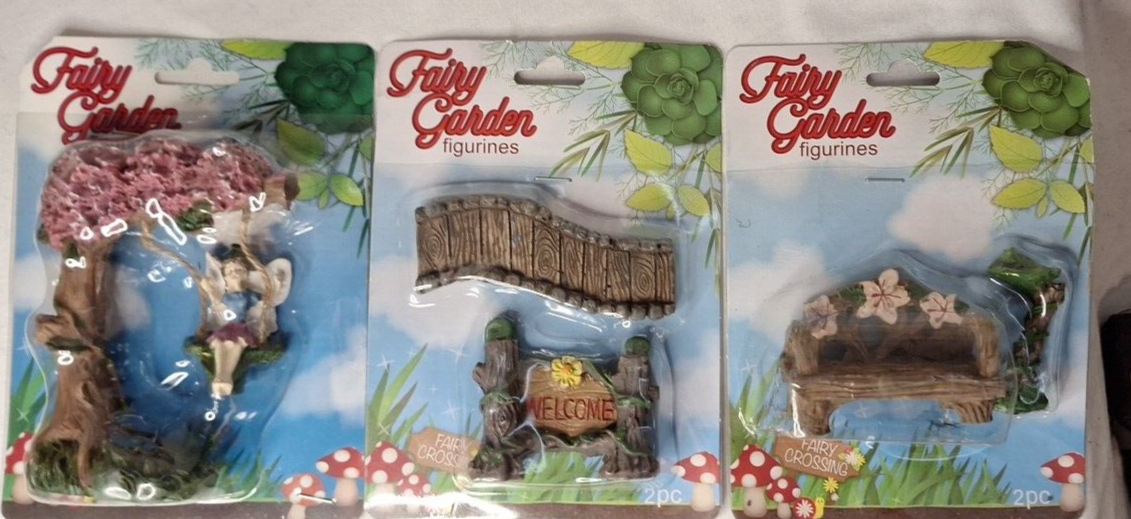 Fairy
Garden
Fairy
Garden
figurines
WELCOME
FAIRY
CROSSING
2pc
Fairy
Garden
figurines
FAIRY
CROSSING
2pc